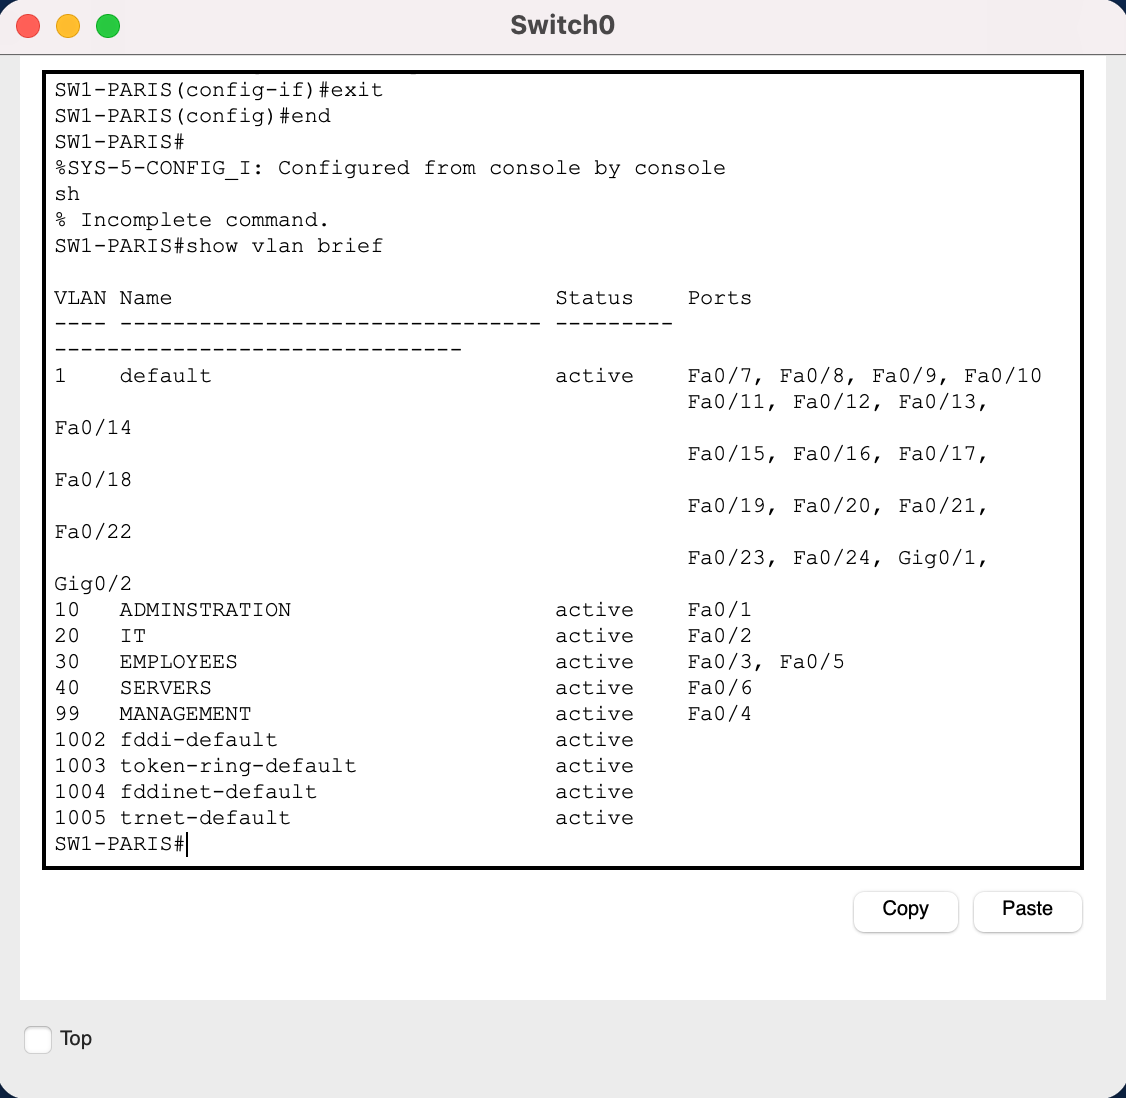 Switch0
SW1-PARIS(config-if)#exit
SW1-PARIS(config)#end
SW1-PARIS#
%SYS-5-CONFIG_I: Configured from console by console
sh
% Incomplete command.
SW1-PARIS#show vlan brief
VLAN Name                             Status    Ports
---- -------------------------------- ---------
-------------------------------
1    default                          active    Fa0/7, Fa0/8, Fa0/9, Fa0/10
                                                Fa0/11, Fa0/12, Fa0/13,
Fa0/14
                                                Fa0/15, Fa0/16, Fa0/17,
Fa0/18
                                                Fa0/19, Fa0/20, Fa0/21,
Fa0/22
                                                Fa0/23, Fa0/24, Gig0/1,
Gig0/2
10   ADMINSTRATION                    active    Fa0/1
20   IT                               active    Fa0/2
30   EMPLOYEES                        active    Fa0/3, Fa0/5
40   SERVERS                          active    Fa0/6
99   MANAGEMENT                       active    Fa0/4
1002 fddi-default                     active
1003 token-ring-default               active
1004 fddinet-default                  active
1005 trnet-default                    active
SW1-PARIS#
Copy Paste
Top